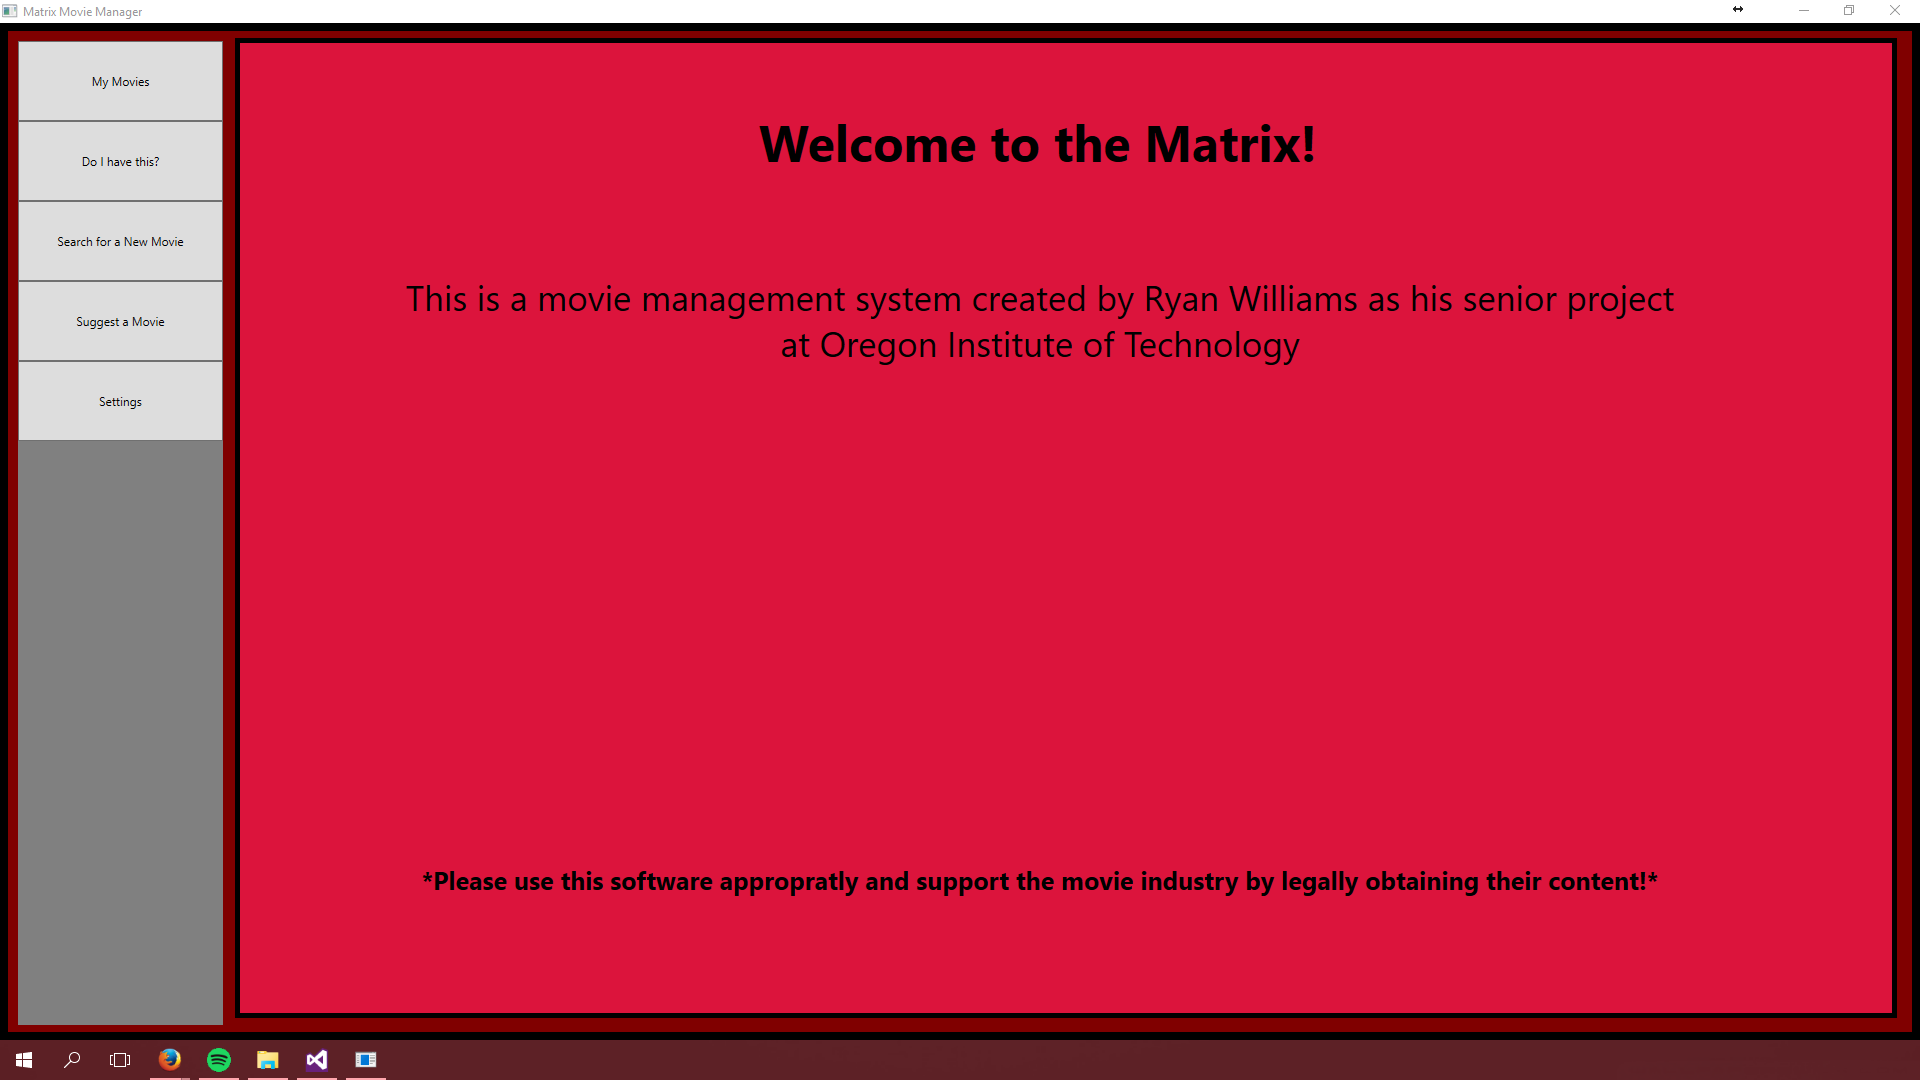 Matrix Movie Manager
My Movies
Do I have this?
Search for a New Movie
Suggest a Movie
Settings
Welcome to the Matrix!
This is a movie management system created by Ryan Williams as his senior project
at Oregon Institute of Technology
*Please use this software appropratly and support the movie industry by legally obtaining their content!*